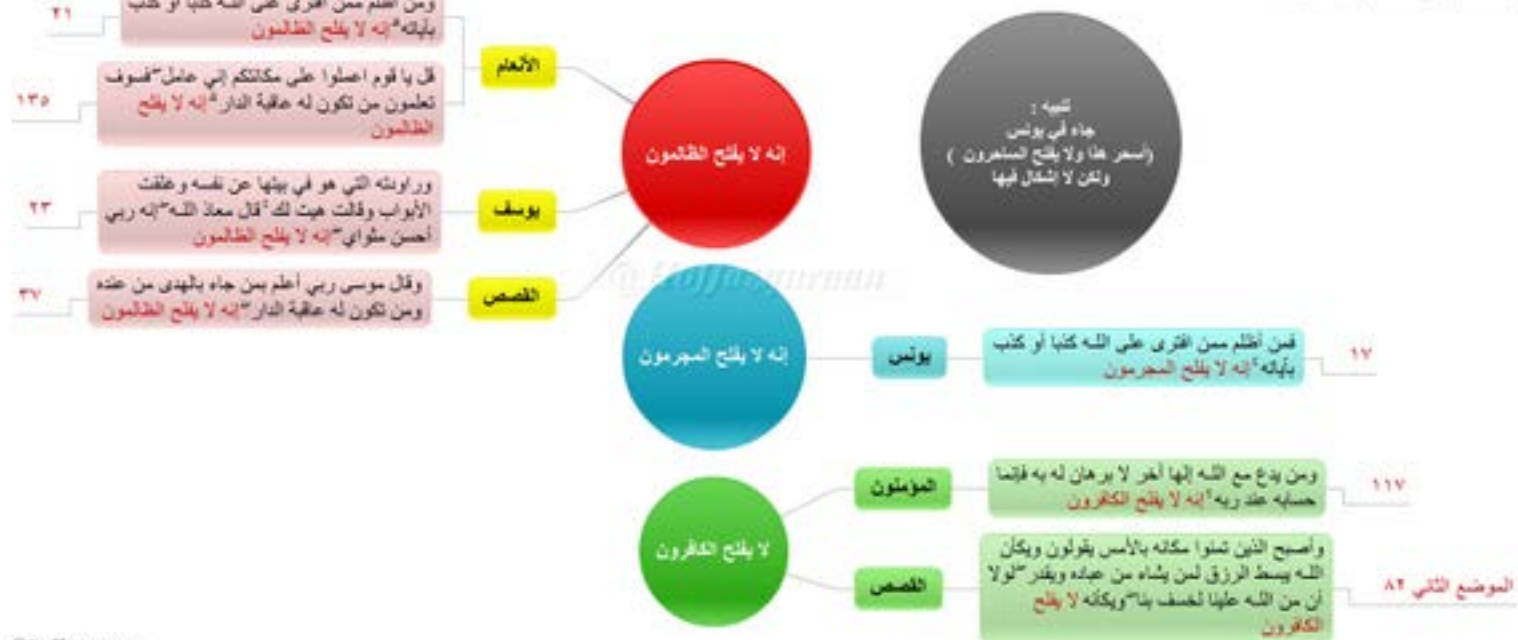 ومن أظلم ممن افترى على الله كذبا أو كذب
بآياته ۗ إنه لا يفلح الظالمون
٢١
الأنعام
قل يا قوم اعملوا على مكانتكم إني عامل ۖ فسوف
تعلمون من تكون له عاقبة الدار ۗ إنه لا يفلح
الظالمون
١٣٥
إنه لا يفلح الظالمون
وراودته التي هو في بيتها عن نفسه وغلقت
الأبواب وقالت هيت لك ۚ قال معاذ الله ۖ إنه ربي
أحسن مثواي ۖ إنه لا يفلح الظالمون
٢٣
يوسف
وقال موسى ربي أعلم بمن جاء بالهدى من عنده
ومن تكون له عاقبة الدار ۖ إنه لا يفلح الظالمون
٣٧
القصص
تنبيه :
جاء في يونس
(أسحر هذا ولا يفلح الساحرون )
ولكن لا إشكال فيها
إنه لا يفلح المجرمون
يونس
فمن أظلم ممن افترى على الله كذبا أو كذب
بآياته ۚ إنه لا يفلح المجرمون
١٧
لا يفلح الكافرون
المؤمنون
ومن يدع مع الله إلها آخر لا برهان له به فإنما
حسابه عند ربه ۚ إنه لا يفلح الكافرون
١١٧
القصص
وأصبح الذين تمنوا مكانه بالأمس يقولون ويكأن
الله يبسط الرزق لمن يشاء من عباده ويقدر ۖ لولا
أن من الله علينا لخسف بنا ۖ ويكأنه لا يفلح
الكافرون
الموضع الثاني ٨٢